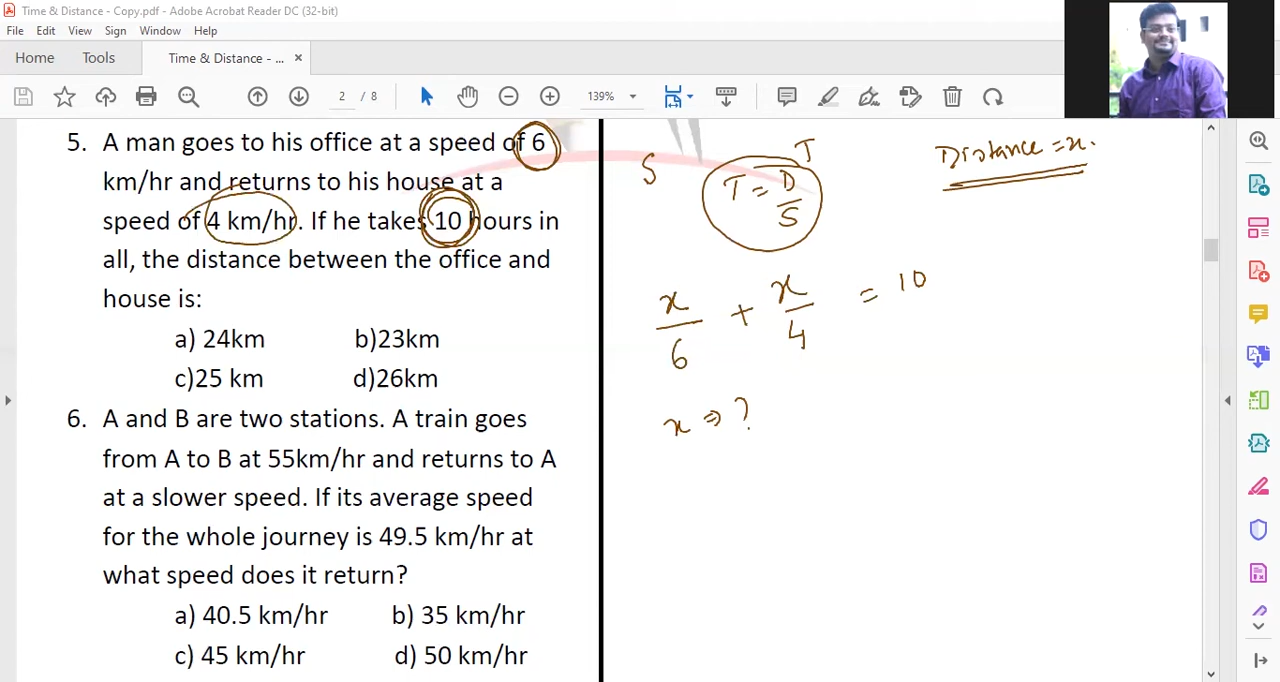 Time & Distance - Copy.pdf - Adobe Acrobat Reader DC (32-bit)
File Edit View Sign Window Help
Home Tools Time & Distance - ... ×
2 / 8 139%
5. A man goes to his office at a speed of 6
km/hr and returns to his house at a
speed of 4 km/hr. If he takes 10 hours in
all, the distance between the office and
house is:
a) 24km b)23km
c)25 km d)26km
6. A and B are two stations. A train goes
from A to B at 55km/hr and returns to A
at a slower speed. If its average speed
for the whole journey is 49.5 km/hr at
what speed does it return?
a) 40.5 km/hr b) 35 km/hr
c) 45 km/hr d) 50 km/hr
S T
T = D/S
Distance = x.
x/6 + x/4 = 10
x ⇒ ?